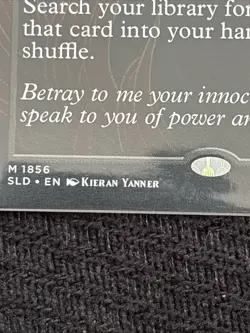 Search your library for
that card into your han
shuffle.
Betray to me your innoc
speak to you of power an
M 1856
SLD • EN KIERAN YANNER